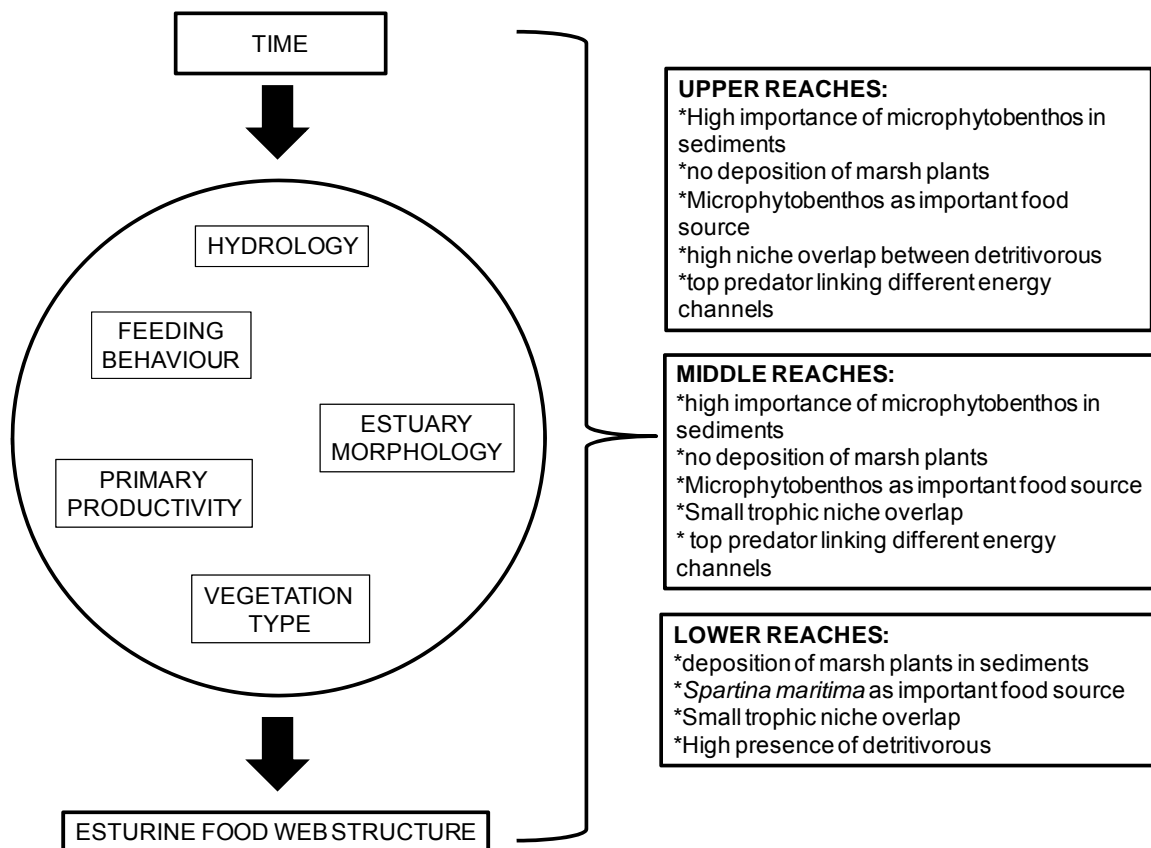 TIME
HYDROLOGY
FEEDING
BEHAVIOUR
ESTUARY
MORPHOLOGY
PRIMARY
PRODUCTIVITY
VEGETATION
TYPE
ESTURINE FOOD WEB STRUCTURE
UPPER REACHES:
*High importance of microphytobenthos in
sediments
*no deposition of marsh plants
*Microphytobenthos as important food
source
*high niche overlap between detritivorous
*top predator linking different energy
channels
MIDDLE REACHES:
*high importance of microphytobenthos in
sediments
*no deposition of marsh plants
*Microphytobenthos as important food source
*Small trophic niche overlap
* top predator linking different energy
channels
LOWER REACHES:
*deposition of marsh plants in sediments
*Spartina maritima as important food source
*Small trophic niche overlap
*High presence of detritivorous